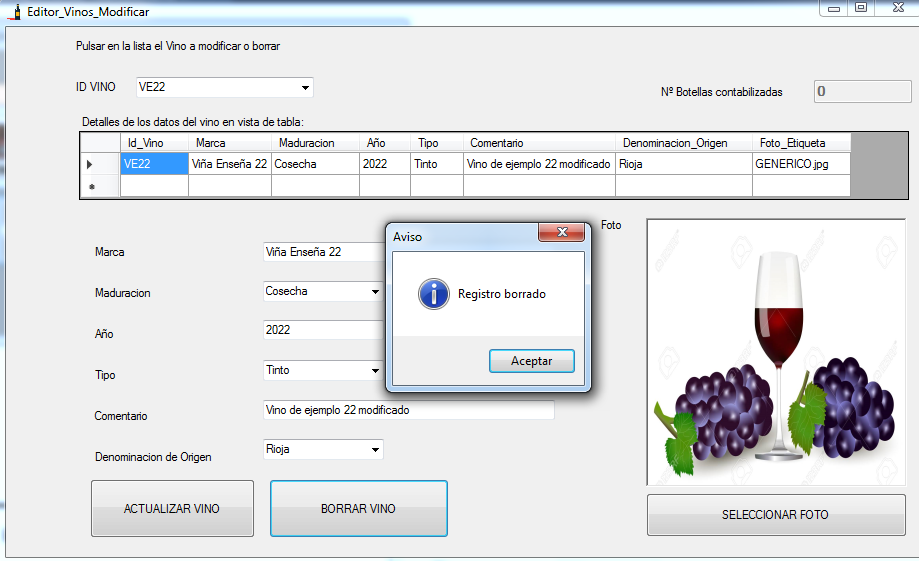 Editor_Vinos_Modificar
Pulsar en la lista el Vino a modificar o borrar
ID VINO VE22
Nº Botellas contabilizadas 0
Detalles de los datos del vino en vista de tabla:
Id_Vino Marca Maduracion Año Tipo Comentario Denominacion_Origen Foto_Etiqueta
VE22 Viña Enseña 22 Cosecha 2022 Tinto Vino de ejemplo 22 modificado Rioja GENERICO.jpg
Foto
Aviso
Registro borrado
Aceptar
Marca Viña Enseña 22
Maduracion Cosecha
Año 2022
Tipo Tinto
Comentario Vino de ejemplo 22 modificado
Denominacion de Origen Rioja
ACTUALIZAR VINO BORRAR VINO
SELECCIONAR FOTO